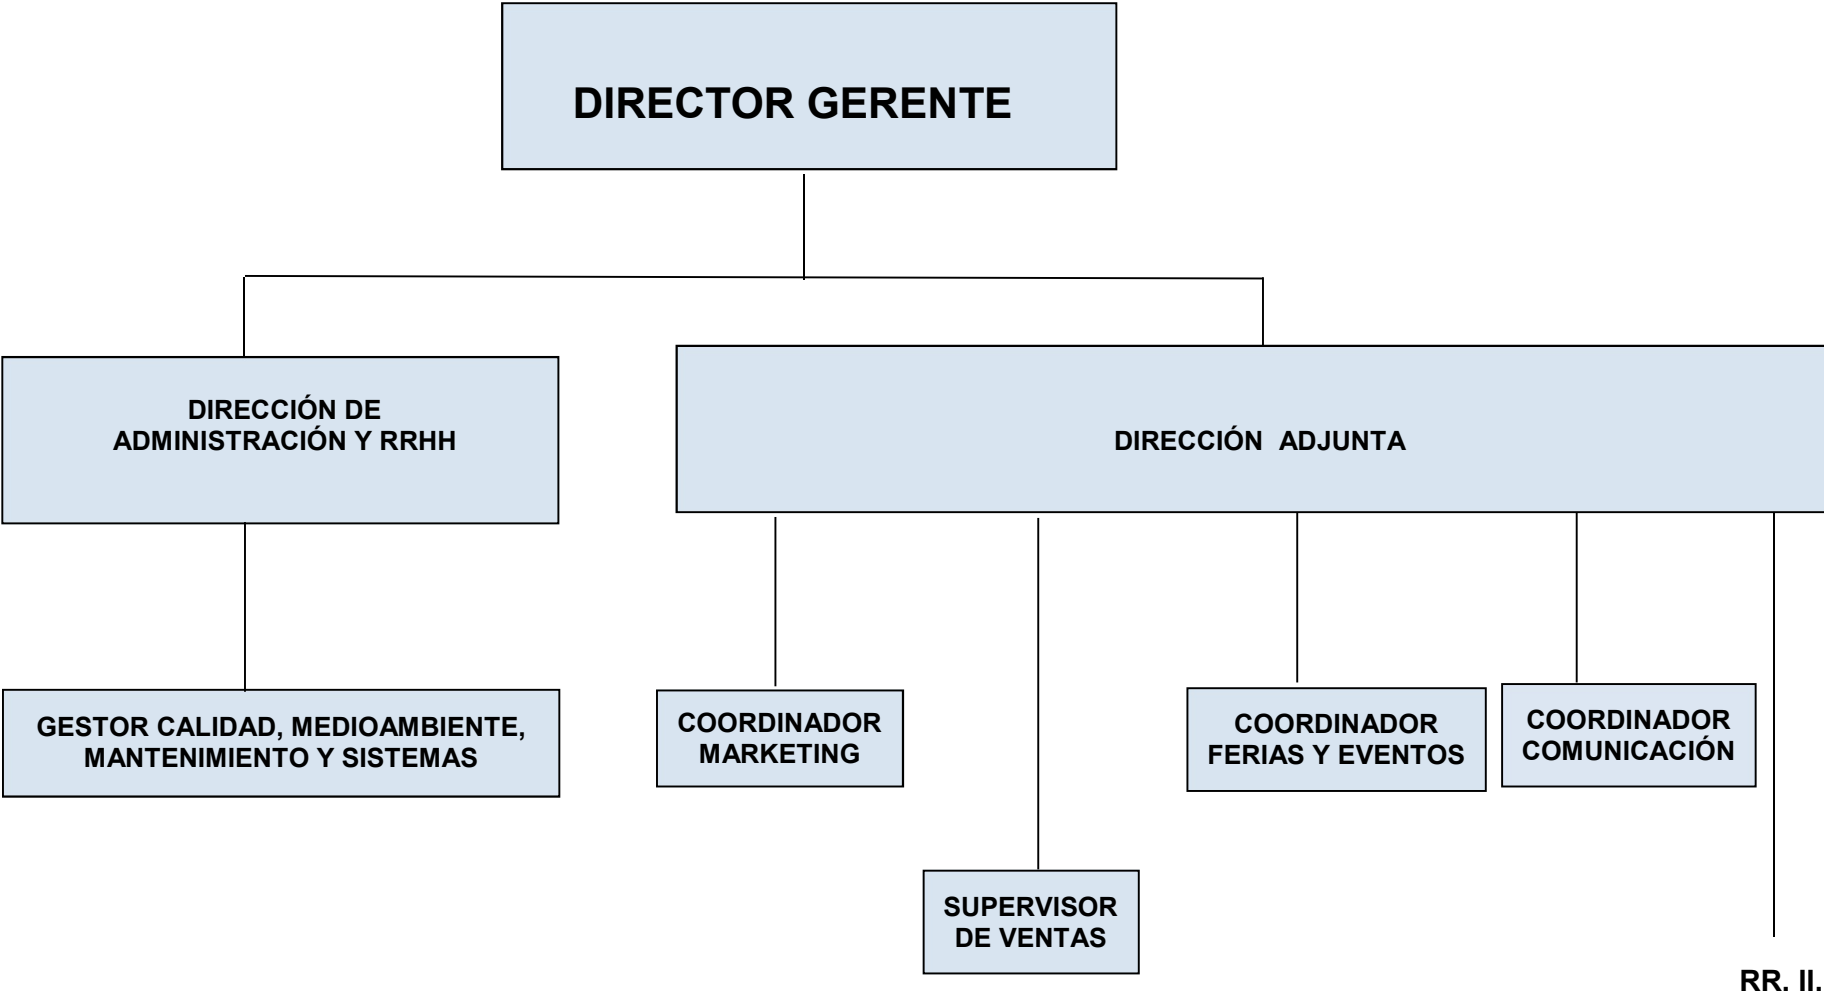 DIRECTOR GERENTE
DIRECCIÓN DE
ADMINISTRACIÓN Y RRHH
DIRECCIÓN ADJUNTA
GESTOR CALIDAD, MEDIOAMBIENTE,
MANTENIMIENTO Y SISTEMAS
COORDINADOR
MARKETING
COORDINADOR
FERIAS Y EVENTOS
COORDINADOR
COMUNICACIÓN
SUPERVISOR
DE VENTAS
RR. II.